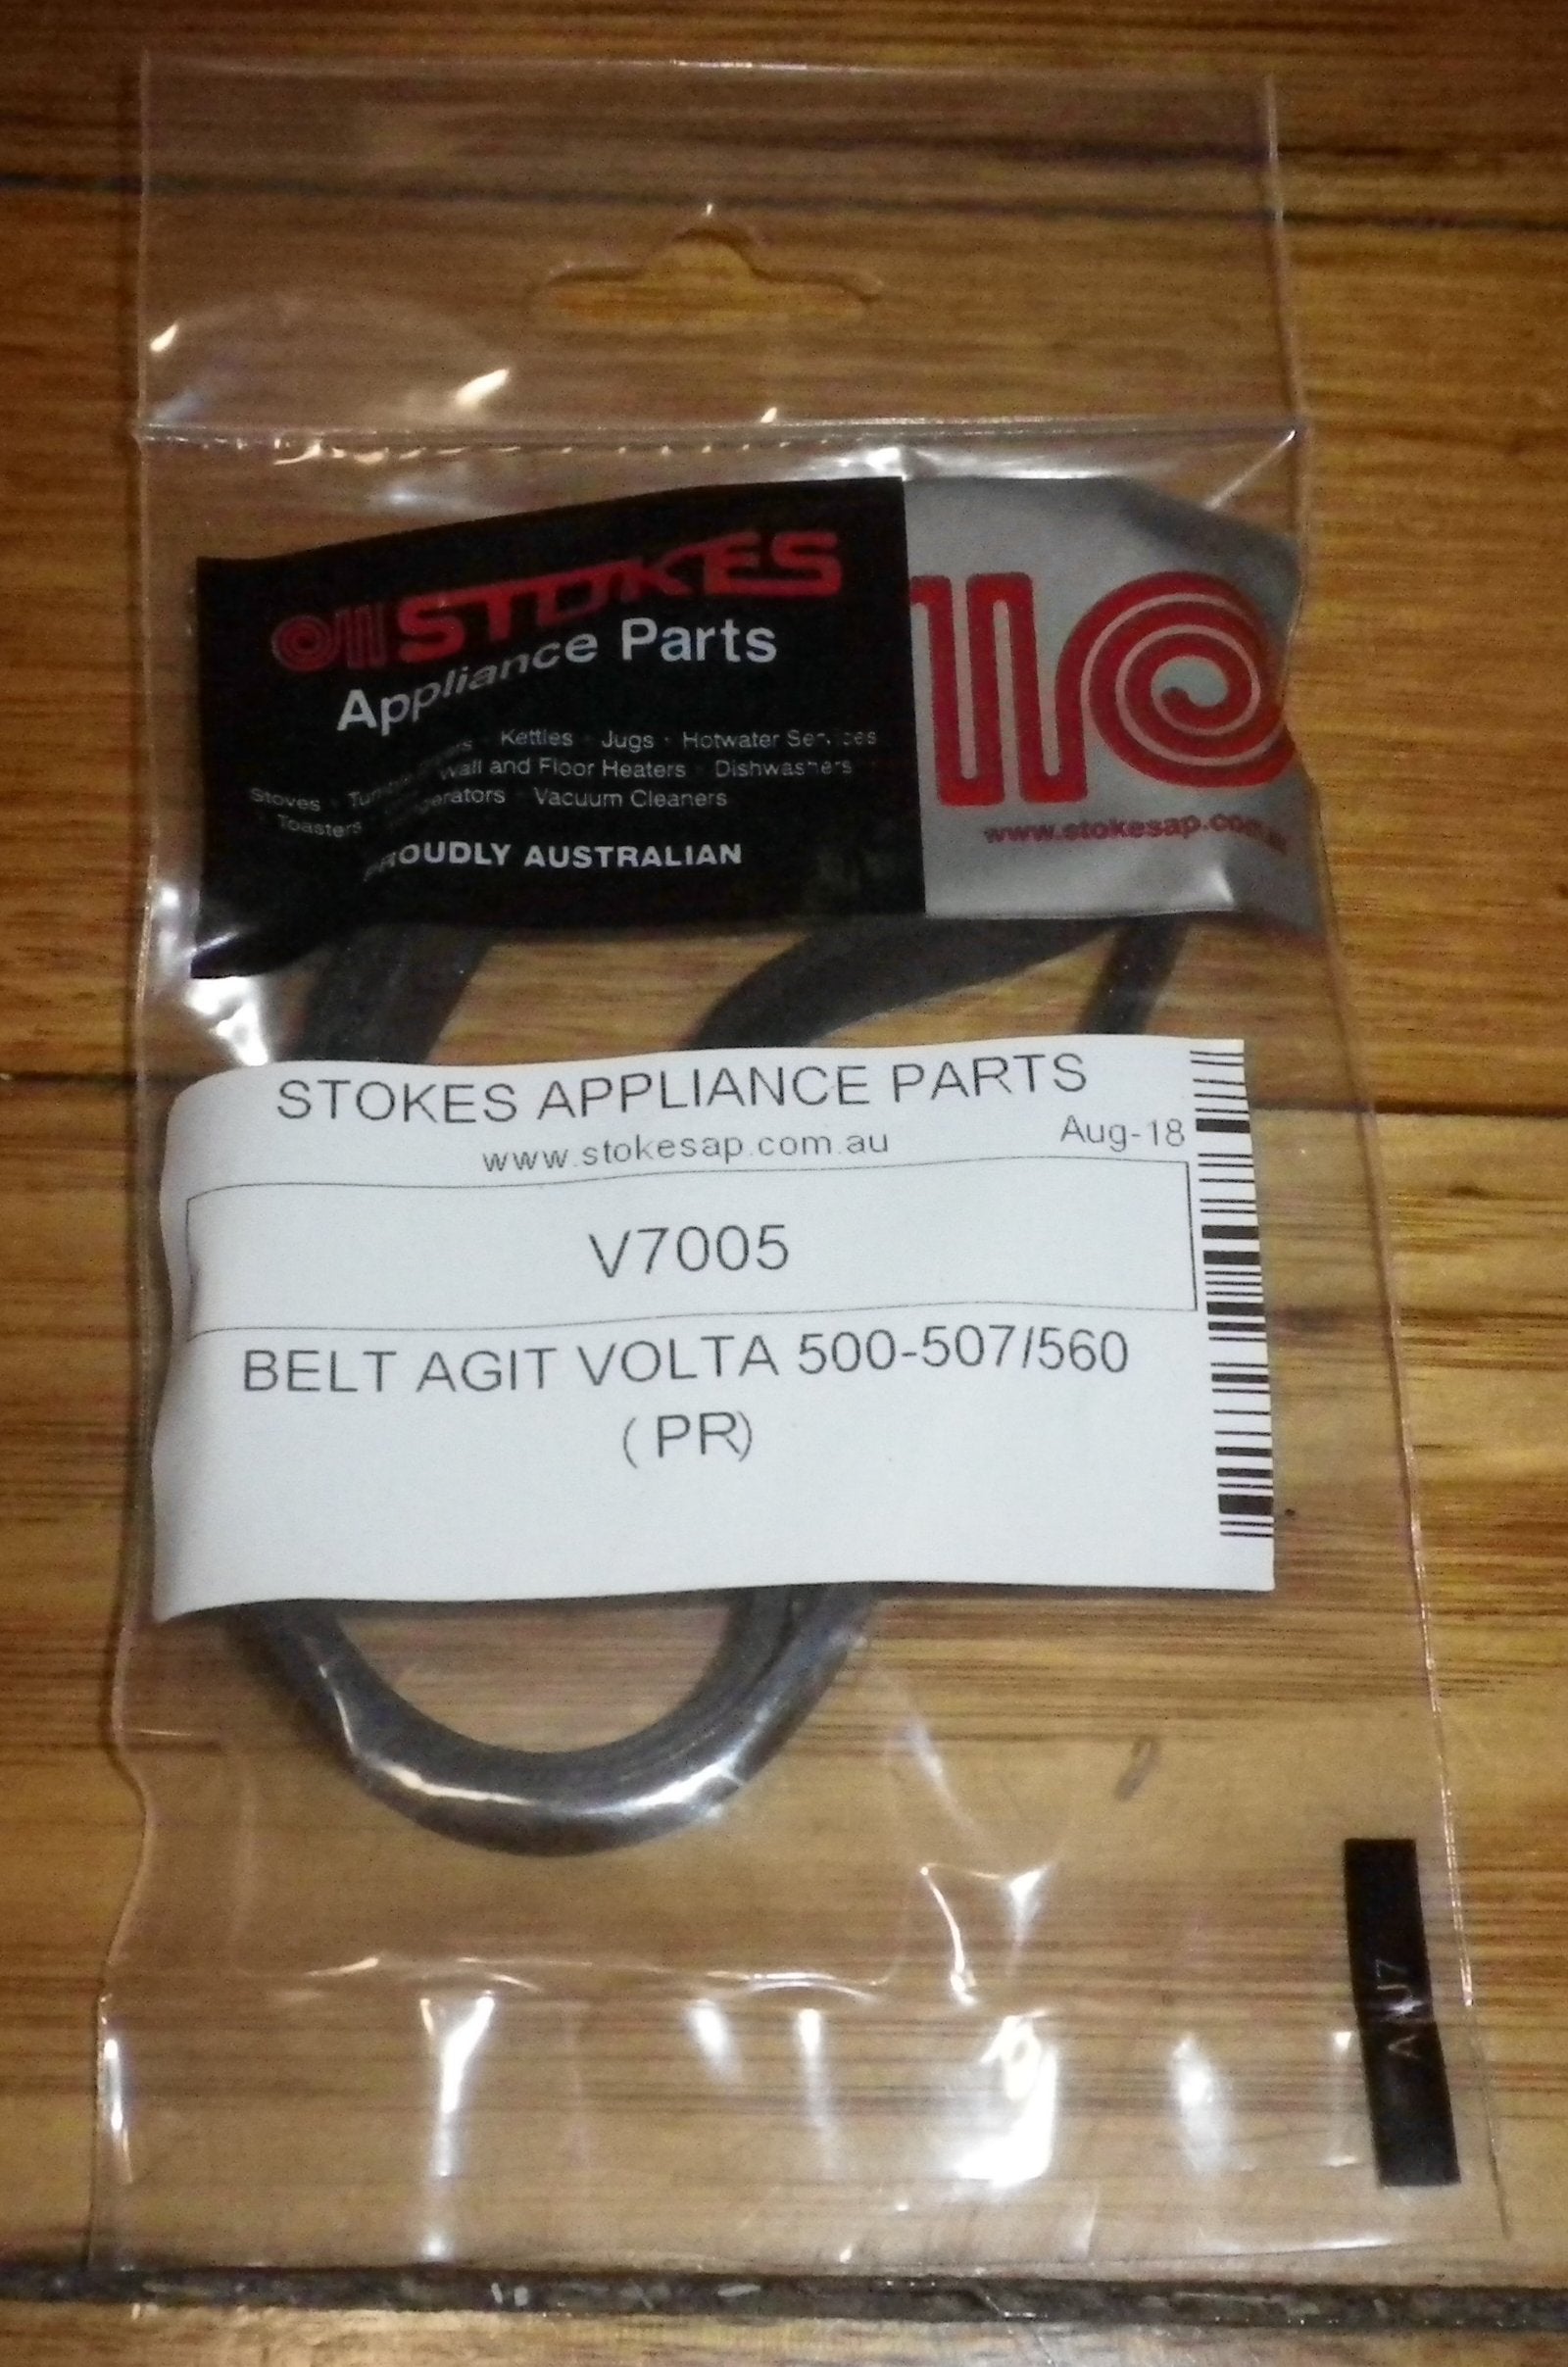 STOKES
Appliance Parts
Kettles · Jugs · Hotwater
Wall and Floor Heaters · Dishwashers
Stoves · Vacuum Cleaners
Toasters
PROUDLY AUSTRALIAN
www.stokesap.com.au
STOKES APPLIANCE PARTS
www.stokesap.com.au
Aug-18
V7005
BELT AGIT VOLTA 500-507/560
( PR)